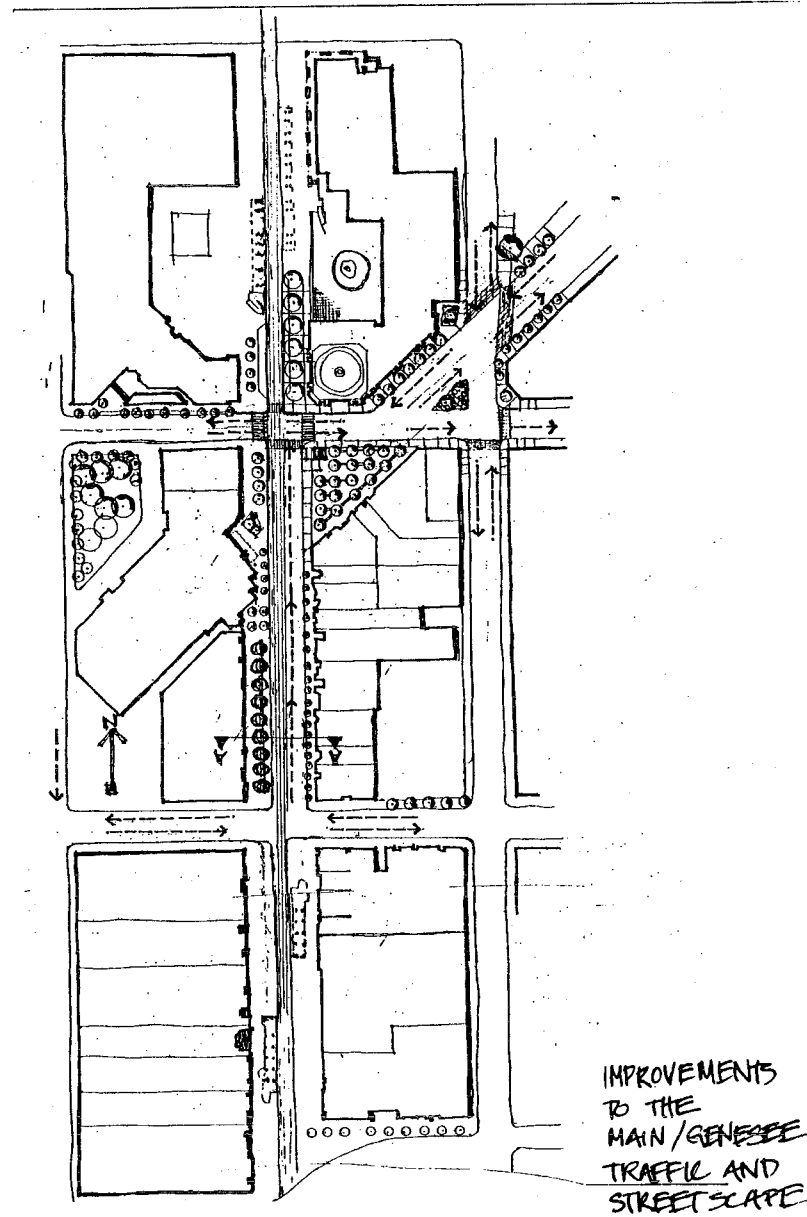 N
IMPROVEMENTS
TO THE
MAIN/GENESEE
TRAFFIC AND
STREETSCAPE